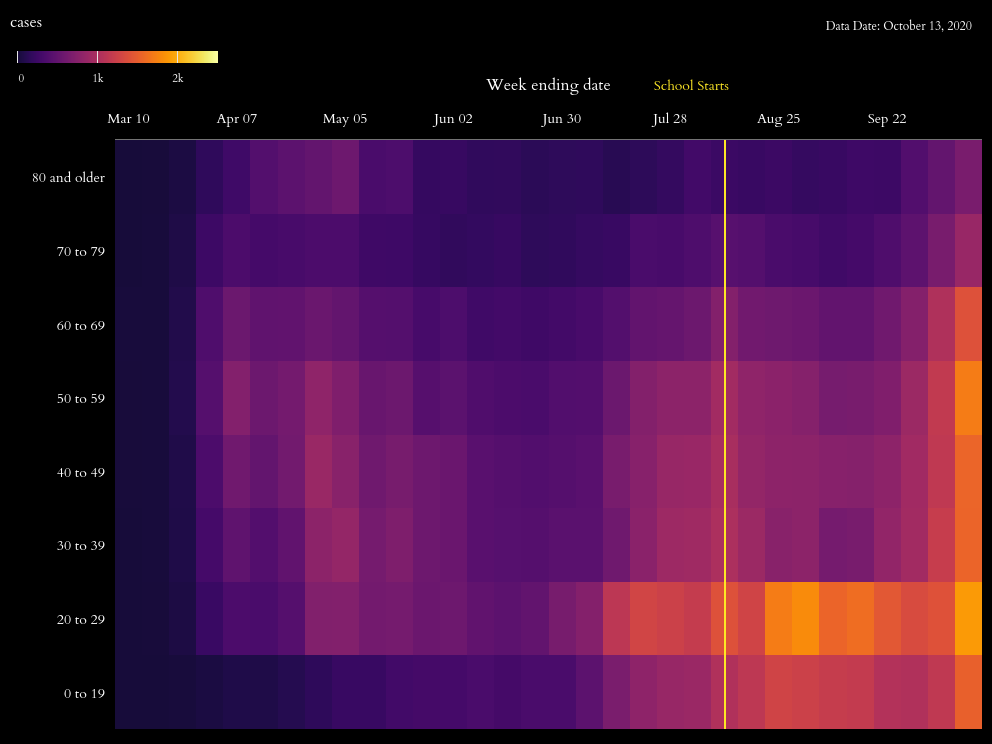 cases
Data Date: October 13, 2020
0 1k 2k
Week ending date School Starts
Mar 10 Apr 07 May 05 Jun 02 Jun 30 Jul 28 Aug 25 Sep 22
80 and older
70 to 79
60 to 69
50 to 59
40 to 49
30 to 39
20 to 29
0 to 19